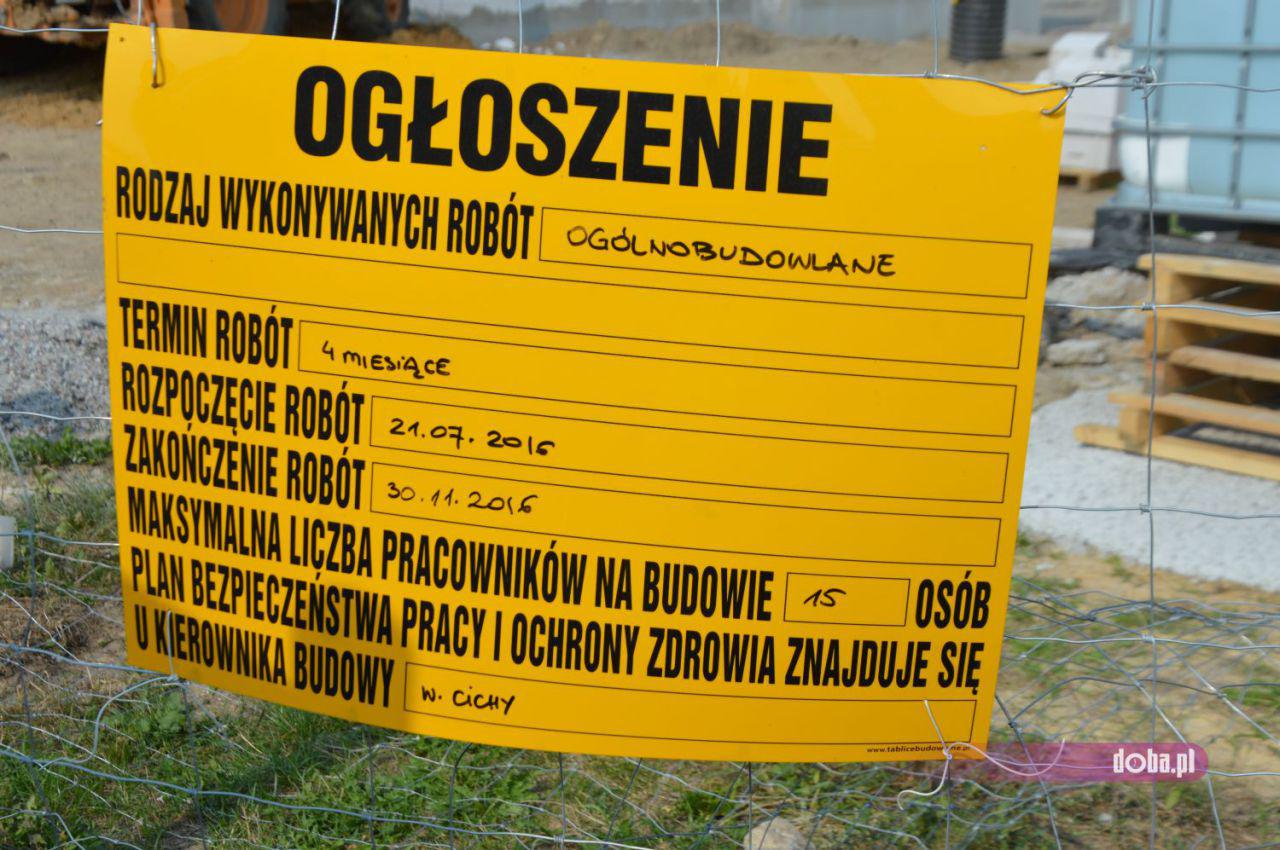 OGŁOSZENIE
RODZAJ WYKONYWANYCH ROBÓT OGÓLNOBUDOWLANE
TERMIN ROBÓT 4 MIESIĄCE
ROZPOCZĘCIE ROBÓT 21.07.2016
ZAKOŃCZENIE ROBÓT 30.11.2016
MAKSYMALNA LICZBA PRACOWNIKÓW NA BUDOWIE 15 OSÓB
PLAN BEZPIECZEŃSTWA PRACY I OCHRONY ZDROWIA ZNAJDUJE SIĘ
U KIEROWNIKA BUDOWY W. CICHY
www.tablicebudowlane.pl
doba.pl